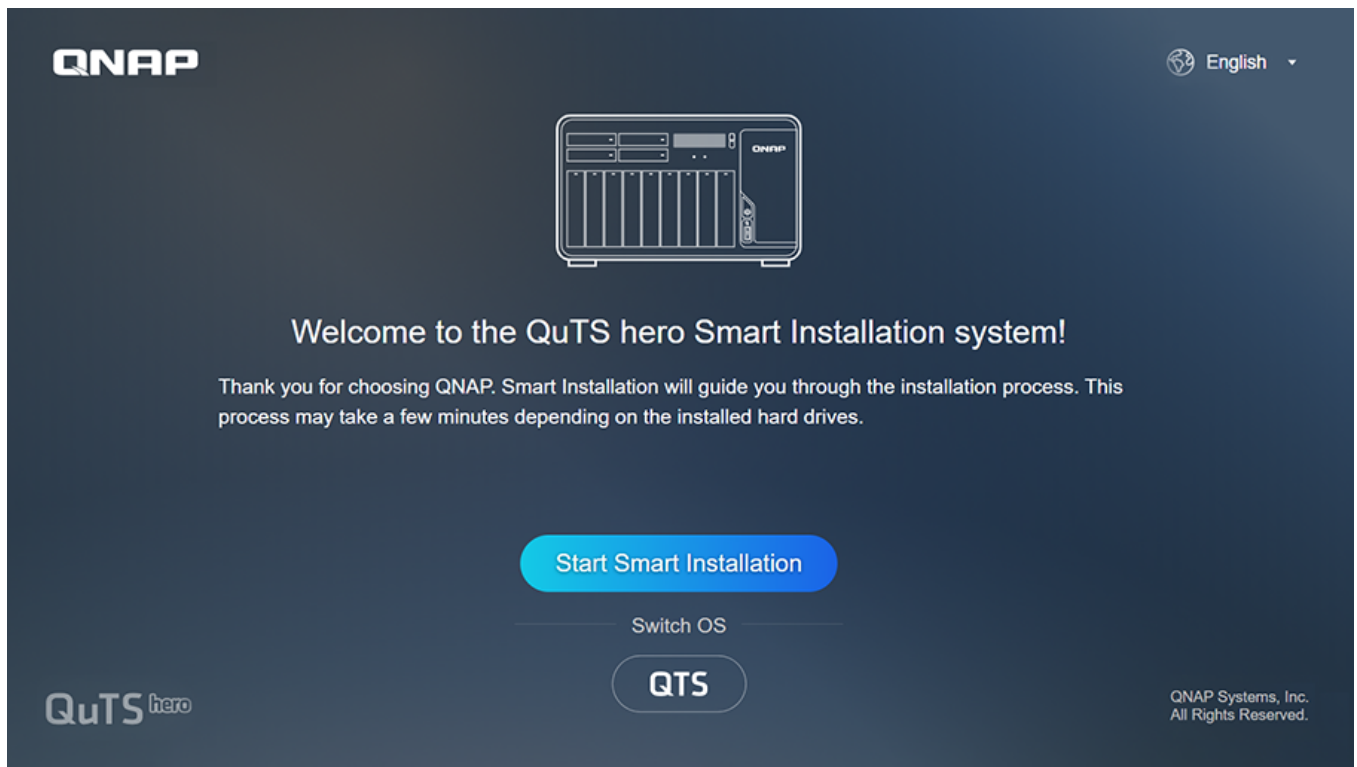 QNAP
English
QNAP
Welcome to the QuTS hero Smart Installation system!
Thank you for choosing QNAP. Smart Installation will guide you through the installation process. This
process may take a few minutes depending on the installed hard drives.
Start Smart Installation
Switch OS
QTS
QuTS hero
QNAP Systems, Inc.
All Rights Reserved.